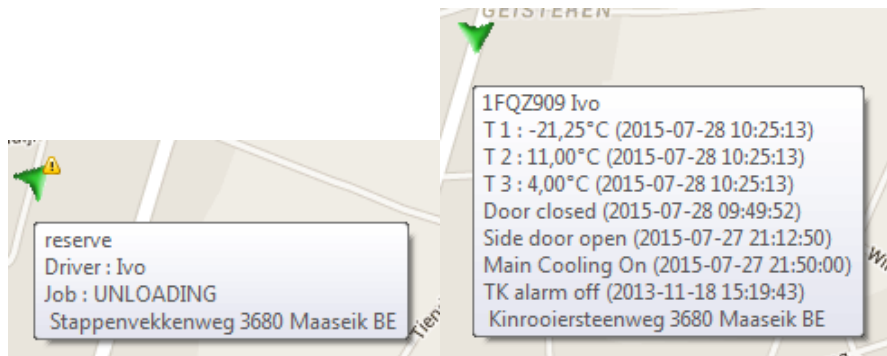 reserve
Driver : Ivo
Job : UNLOADING
Stappenvekkenweg 3680 Maaseik BE
GEISTEREN
1FQZ909 Ivo
T 1 : -21,25°C (2015-07-28 10:25:13)
T 2 : 11,00°C (2015-07-28 10:25:13)
T 3 : 4,00°C (2015-07-28 10:25:13)
Door closed (2015-07-28 09:49:52)
Side door open (2015-07-27 21:12:50)
Main Cooling On (2015-07-27 21:50:00)
TK alarm off (2013-11-18 15:19:43)
Kinrooiersteenweg 3680 Maaseik BE